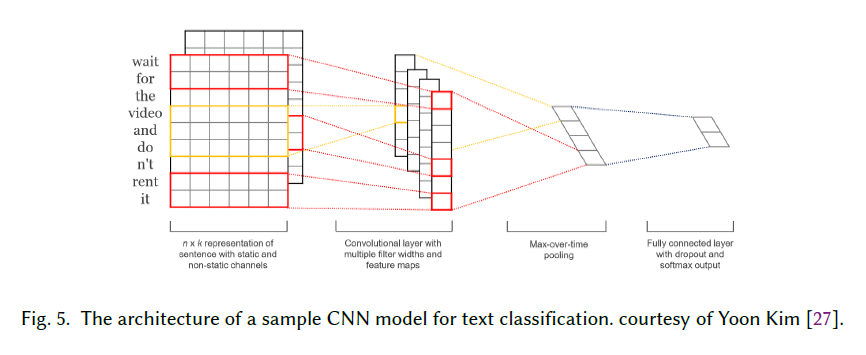 wait
for
the
video
and
do
n't
rent
it
n x k representation of
sentence with static and
non-static channels
Convolutional layer with
multiple filter widths and
feature maps
Max-over-time
pooling
Fully connected layer
with dropout and
softmax output
Fig. 5. The architecture of a sample CNN model for text classification. courtesy of Yoon Kim [27].